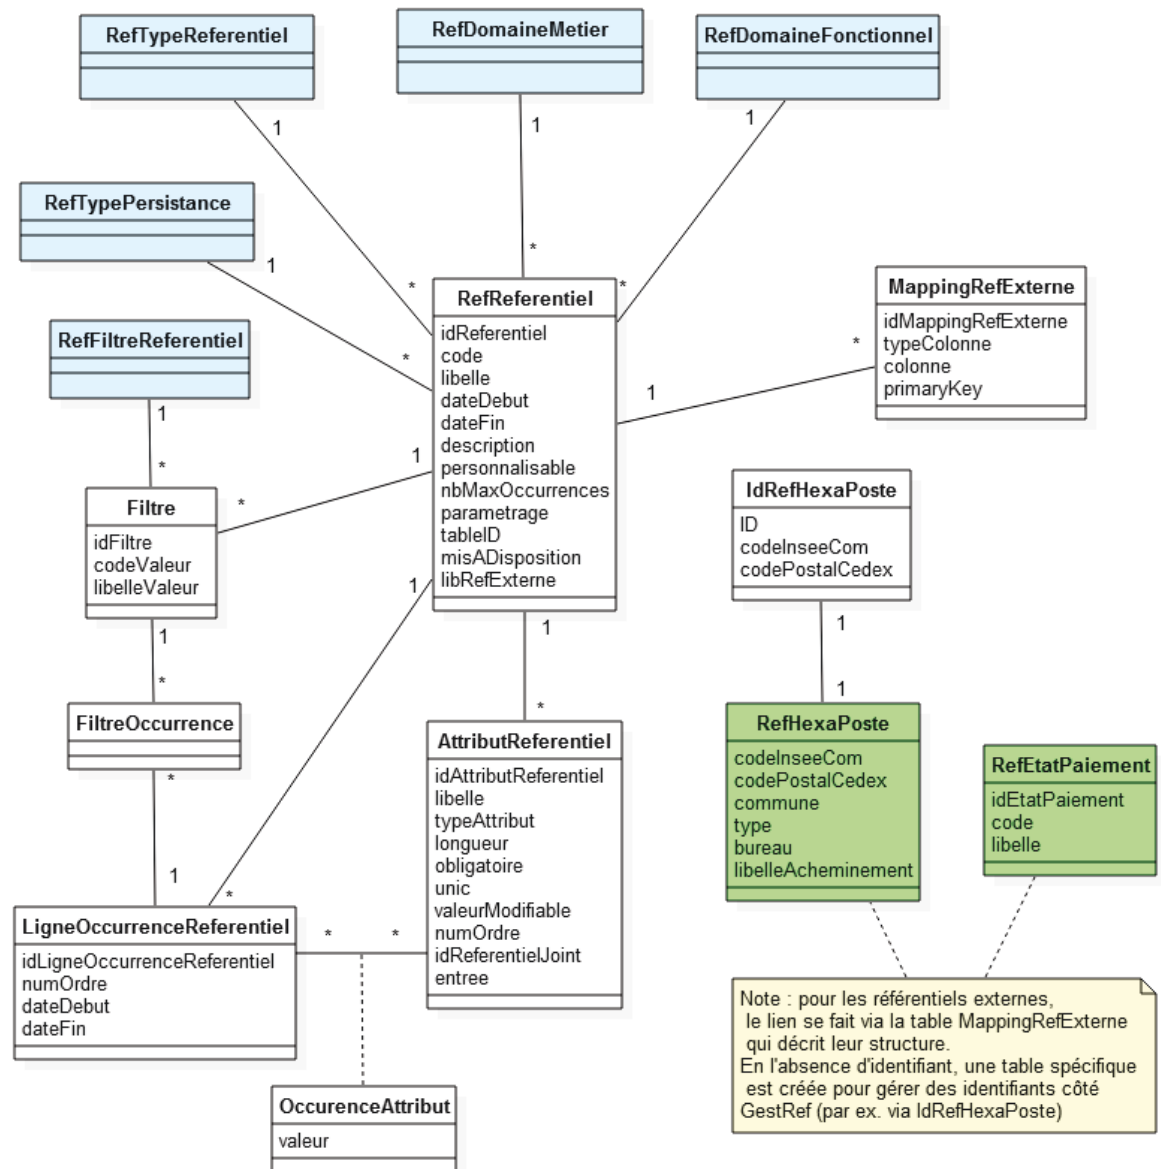 RefTypeReferentiel
RefDomaineMetier
RefDomaineFonctionnel
1
1
1
RefTypePersistance
1
*
*
*
RefReferentiel
idReferentiel
code
libelle
dateDebut
dateFin
description
personnalisable
nbMaxOccurrences
parametrage
tableID
misADisposition
libRefExterne
MappingRefExterne
idMappingRefExterne
typeColonne
colonne
primaryKey
*
1
RefFiltreReferentiel
*
1
*
1
*
Filtre
idFiltre
codeValeur
libelleValeur
IdRefHexaPoste
ID
codeInseeCom
codePostalCedex
1
1
1
1
*
*
1
FiltreOccurrence
*
AttributReferentiel
idAttributReferentiel
libelle
typeAttribut
longueur
obligatoire
unic
valeurModifiable
numOrdre
idReferentielJoint
entree
RefHexaPoste
codeInseeCom
codePostalCedex
commune
type
bureau
libelleAcheminement
RefEtatPaiement
idEtatPaiement
code
libelle
1
*
LigneOccurrenceReferentiel
idLigneOccurrenceReferentiel
numOrdre
dateDebut
dateFin
*
*
Note : pour les référentiels externes,
le lien se fait via la table MappingRefExterne
qui décrit leur structure.
En l'absence d'identifiant, une table spécifique
est créée pour gérer des identifiants côté
GestRef (par ex. via IdRefHexaPoste)
OccurenceAttribut
valeur